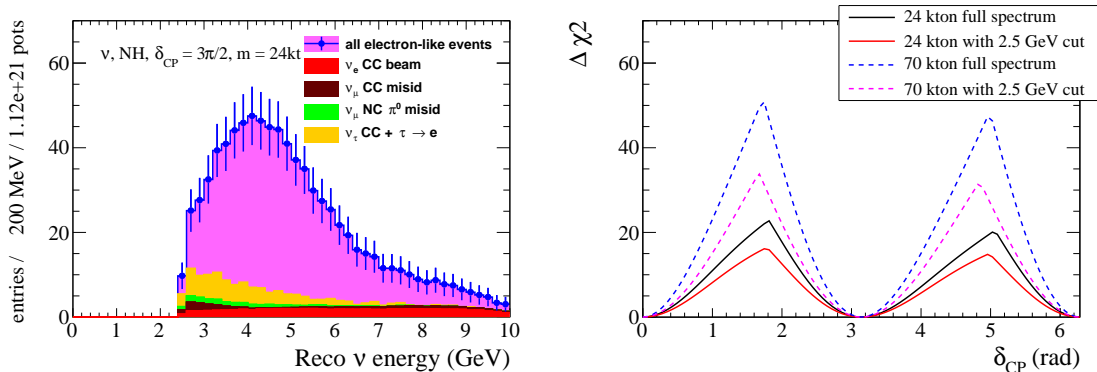 ν, NH, δCP = 3π/2, m = 24kt
all electron-like events
νe CC beam
νμ CC misid
νμ NC π⁰ misid
ντ CC + τ → e
entries / 200 MeV / 1.12e+21 pots
60
40
20
0
0 1 2 3 4 5 6 7 8 9 10
Reco ν energy (GeV)
24 kton full spectrum
24 kton with 2.5 GeV cut
70 kton full spectrum
70 kton with 2.5 GeV cut
Δ χ2
60
40
20
0
0 1 2 3 4 5 6
δCP (rad)